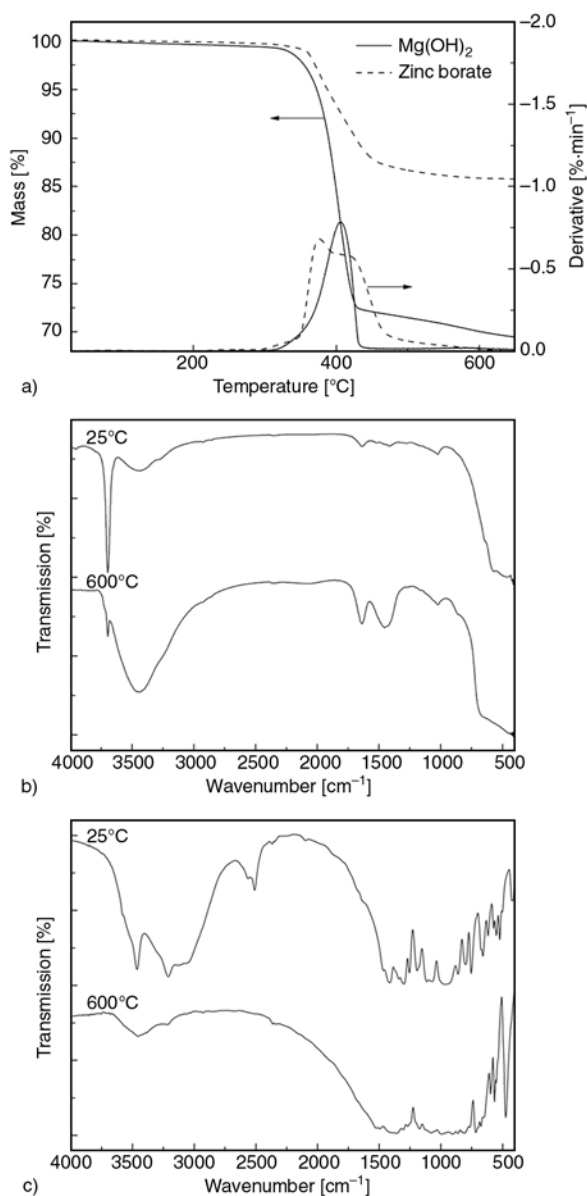 100
95
90
85
80
75
70
Mass [%]
Mg(OH)₂
Zinc borate
−2.0
−1.5
−1.0
−0.5
0.0
Derivative [%·min⁻¹]
200
400
600
Temperature [°C]
a)
25°C
600°C
Transmission [%]
4000
3500
3000
2500
2000
1500
1000
500
Wavenumber [cm⁻¹]
b)
25°C
600°C
Transmission [%]
4000
3500
3000
2500
2000
1500
1000
500
Wavenumber [cm⁻¹]
c)